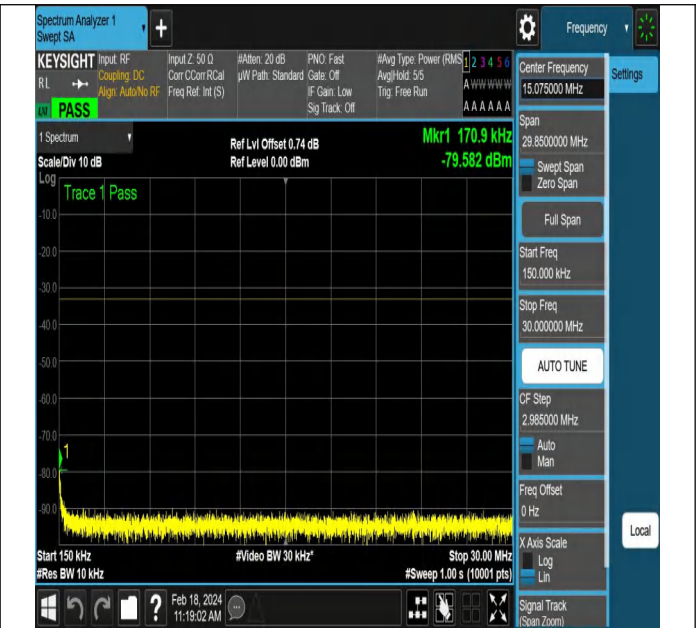 Spectrum Analyzer 1
Swept SA
+
Frequency
KEYSIGHT
RL
PASS
Input: RF
Coupling: DC
Align: Auto/No RF
Input Z: 50 Ω
Corr CCorr RCal
Freq Ref: Int (S)
#Atten: 20 dB
µW Path: Standard
PNO: Fast
Gate: Off
IF Gain: Low
Sig Track: Off
#Avg Type: Power (RMS
Avg|Hold: 5/5
Trig: Free Run
1 2 3 4 5 6
A W W W W W
A A A A A A
Center Frequency
15.075000 MHz
Settings
1 Spectrum
Scale/Div 10 dB
Ref Lvl Offset 0.74 dB
Ref Level 0.00 dBm
Mkr1 170.9 kHz
-79.582 dBm
Log
Trace 1 Pass
-10.0
-20.0
-30.0
-40.0
-50.0
-60.0
-70.0
-80.0
-90.0
1
Start 150 kHz
#Res BW 10 kHz
#Video BW 30 kHz*
Stop 30.00 MHz
#Sweep 1.00 s (10001 pts)
Span
29.8500000 MHz
Swept Span
Zero Span
Full Span
Start Freq
150.000 kHz
Stop Freq
30.000000 MHz
AUTO TUNE
CF Step
2.985000 MHz
Auto
Man
Freq Offset
0 Hz
X Axis Scale
Log
Lin
Local
Signal Track
(Span Zoom)
?
Feb 18, 2024
11:19:02 AM